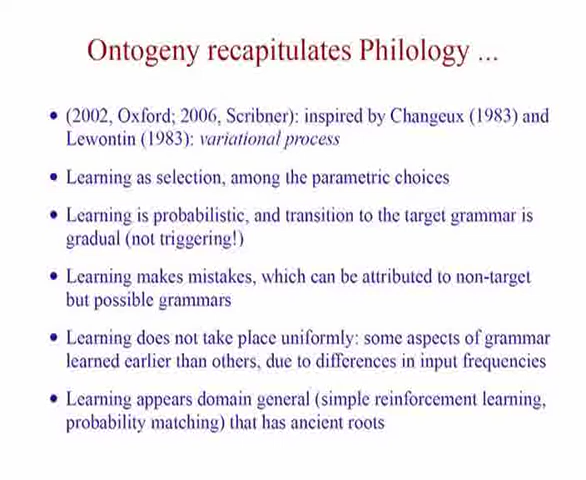 Ontogeny recapitulates Philology ...
• (2002, Oxford; 2006, Scribner): inspired by Changeux (1983) and
Lewontin (1983): variational process
• Learning as selection, among the parametric choices
• Learning is probabilistic, and transition to the target grammar is
gradual (not triggering!)
• Learning makes mistakes, which can be attributed to non-target
but possible grammars
• Learning does not take place uniformly: some aspects of grammar
learned earlier than others, due to differences in input frequencies
• Learning appears domain general (simple reinforcement learning,
probability matching) that has ancient roots